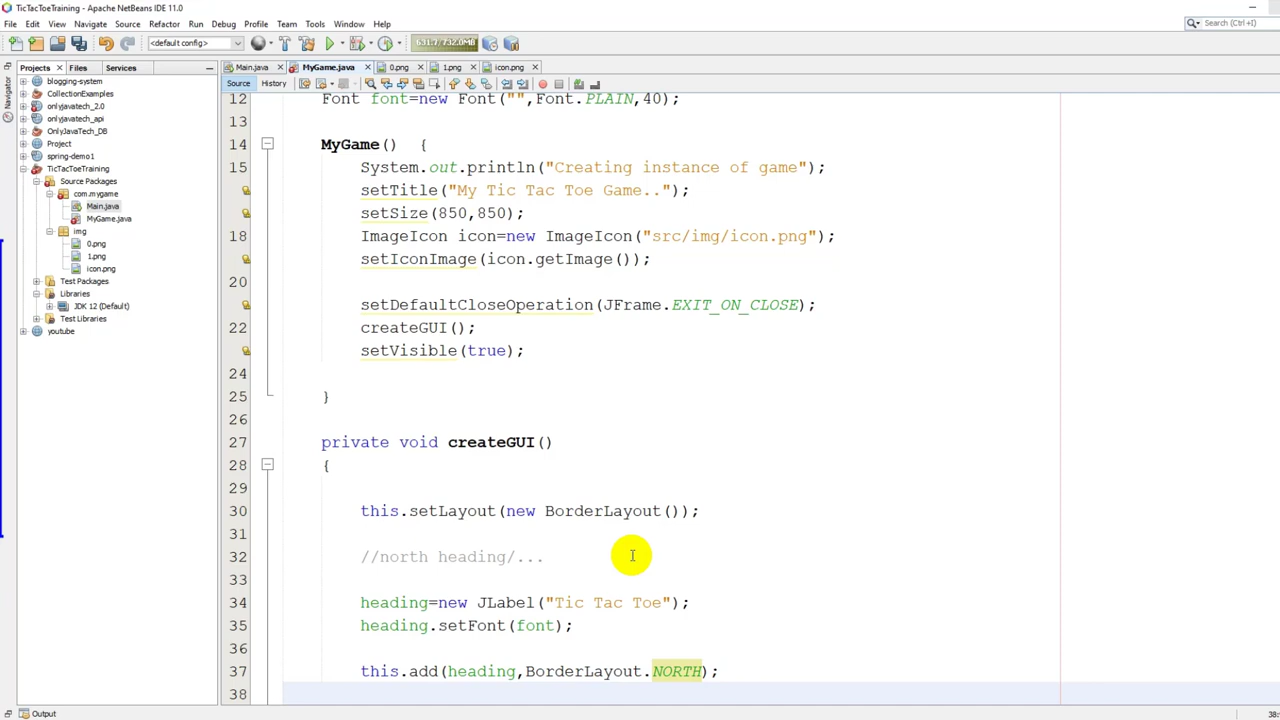 TicTacToeTraining - Apache NetBeans IDE 11.0
File Edit View Navigate Source Refactor Run Debug Profile Team Tools Window Help
<default config> 631.7/732.0MB Search (Ctrl+I)
Projects Files Services Main.java MyGame.java 0.png 1.png icon.png
Source History
Navigator
blogging-system
CollectionExamples
onlyjavatech_2.0
onlyjavatech_api
OnlyJavaTech_DB
Project
spring-demo1
TicTacToeTraining
Source Packages
com.mygame
Main.java
MyGame.java
img
0.png
1.png
icon.png
Test Packages
Libraries
JDK 12 (Default)
Test Libraries
youtube
12 Font font=new Font("",Font.PLAIN,40);
13
14 MyGame() {
15 System.out.println("Creating instance of game");
setTitle("My Tic Tac Toe Game..");
setSize(850,850);
18 ImageIcon icon=new ImageIcon("src/img/icon.png");
setIconImage(icon.getImage());
20
setDefaultCloseOperation(JFrame.EXIT_ON_CLOSE);
22 createGUI();
setVisible(true);
24
25 }
26
27 private void createGUI()
28 {
29
30 this.setLayout(new BorderLayout());
31
32 //north heading/...
33
34 heading=new JLabel("Tic Tac Toe");
35 heading.setFont(font);
36
37 this.add(heading,BorderLayout.NORTH);
38
Output